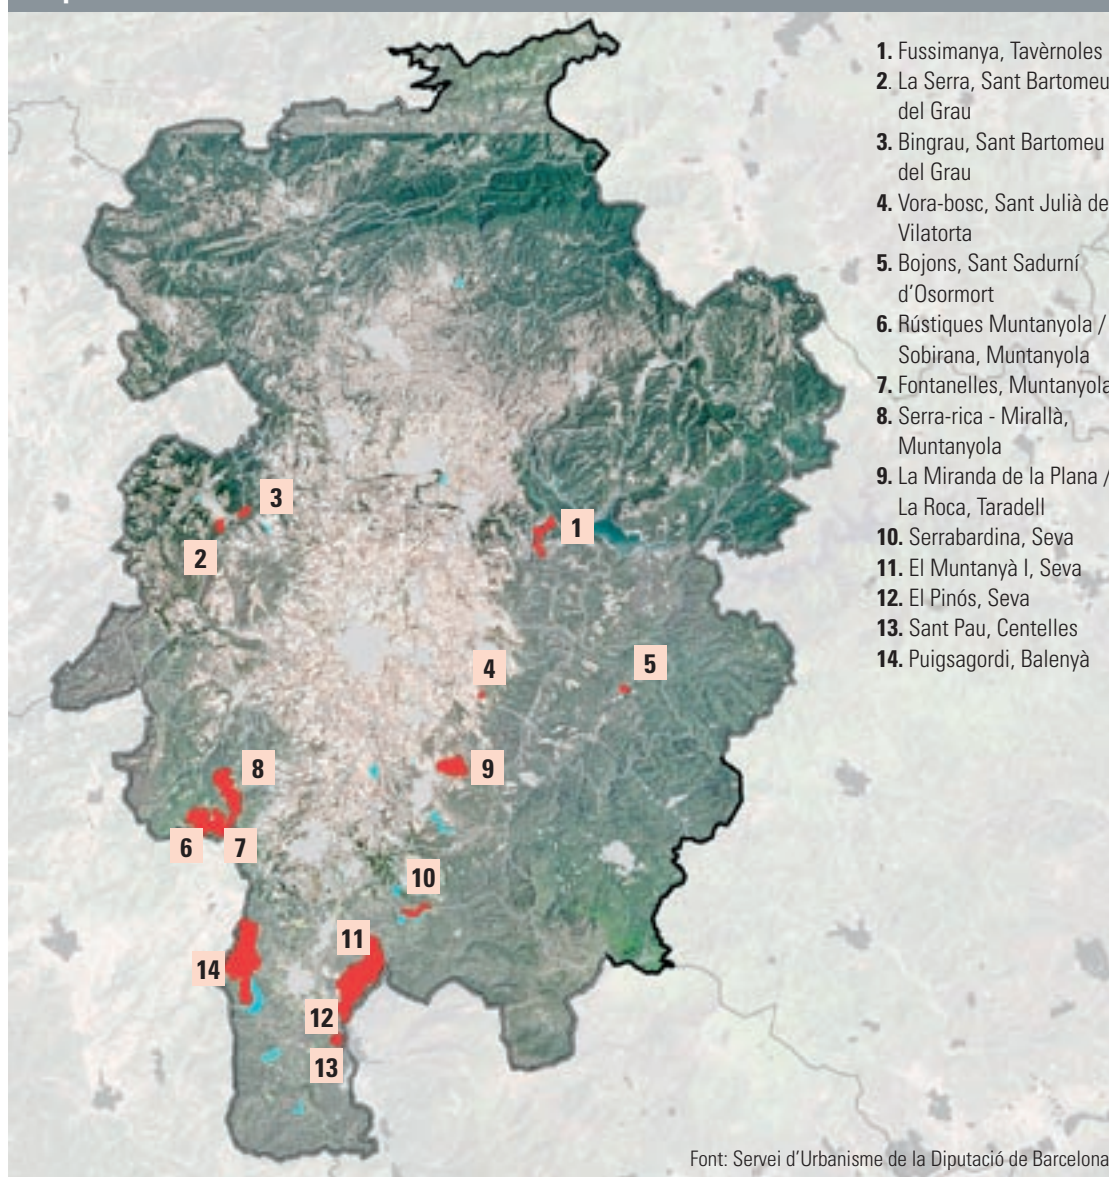 1. Fussimanya, Tavèrnoles
2. La Serra, Sant Bartomeu
del Grau
3. Bingrau, Sant Bartomeu
del Grau
4. Vora-bosc, Sant Julià de
Vilatorta
5. Bojons, Sant Sadurní
d'Osormort
6. Rústiques Muntanyola /
Sobirana, Muntanyola
7. Fontanelles, Muntanyola
8. Serra-rica - Mirallà,
Muntanyola
9. La Miranda de la Plana /
La Roca, Taradell
10. Serrabardina, Seva
11. El Muntanyà I, Seva
12. El Pinós, Seva
13. Sant Pau, Centelles
14. Puigsagordi, Balenyà
3
1
2
4
5
8
9
6
7
10
11
14
12
13
Font: Servei d'Urbanisme de la Diputació de Barcelona